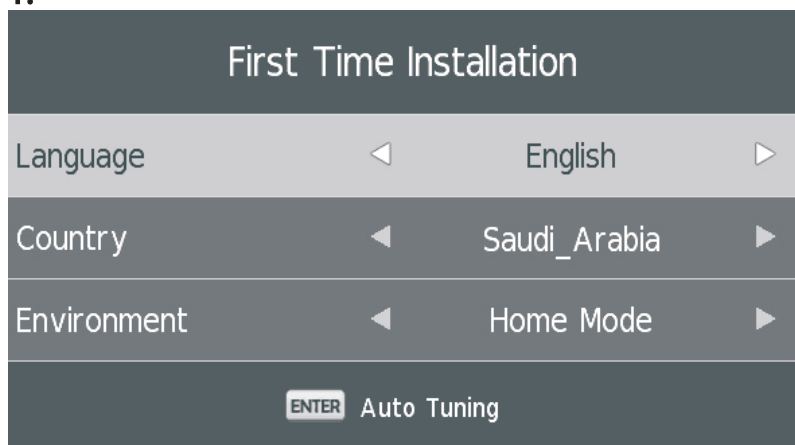 First Time Installation
Language English
Country Saudi_Arabia
Environment Home Mode
ENTER Auto Tuning